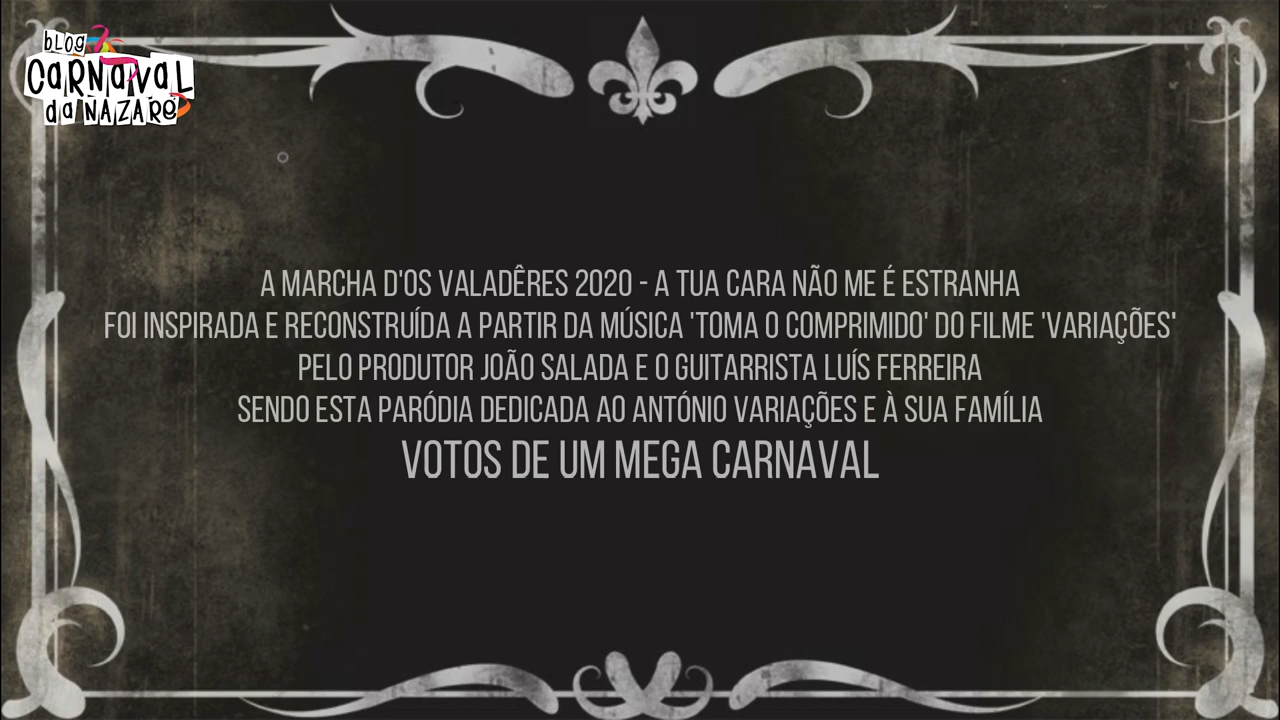 BLOG
CARNAVAL
da NAZARÉ
A MARCHA D'OS VALADÊRES 2020 - A TUA CARA NÃO ME É ESTRANHA
FOI INSPIRADA E RECONSTRUÍDA A PARTIR DA MÚSICA 'TOMA O COMPRIMIDO' DO FILME 'VARIAÇÕES'
PELO PRODUTOR JOÃO SALADA E O GUITARRISTA LUÍS FERREIRA
SENDO ESTA PARÓDIA DEDICADA AO ANTÓNIO VARIAÇÕES E À SUA FAMÍLIA
VOTOS DE UM MEGA CARNAVAL